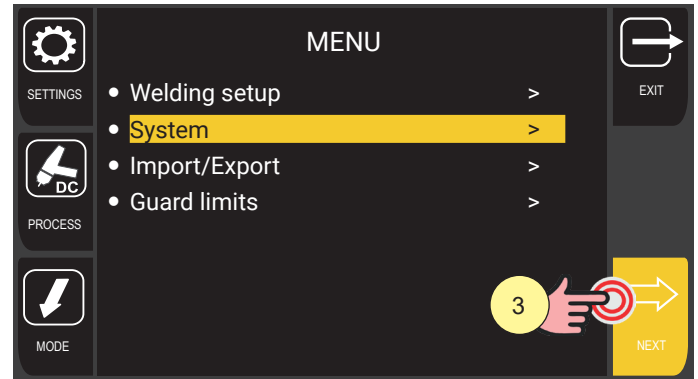 MENU
SETTINGS
EXIT
Welding setup >
System >
Import/Export >
Guard limits >
DC
PROCESS
3
MODE
NEXT